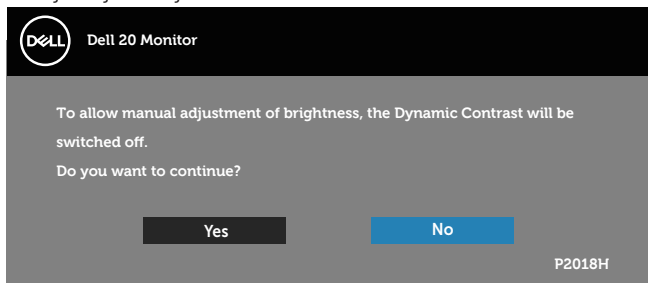 DELL
Dell 20 Monitor
To allow manual adjustment of brightness, the Dynamic Contrast will be
switched off.
Do you want to continue?
Yes
No
P2018H